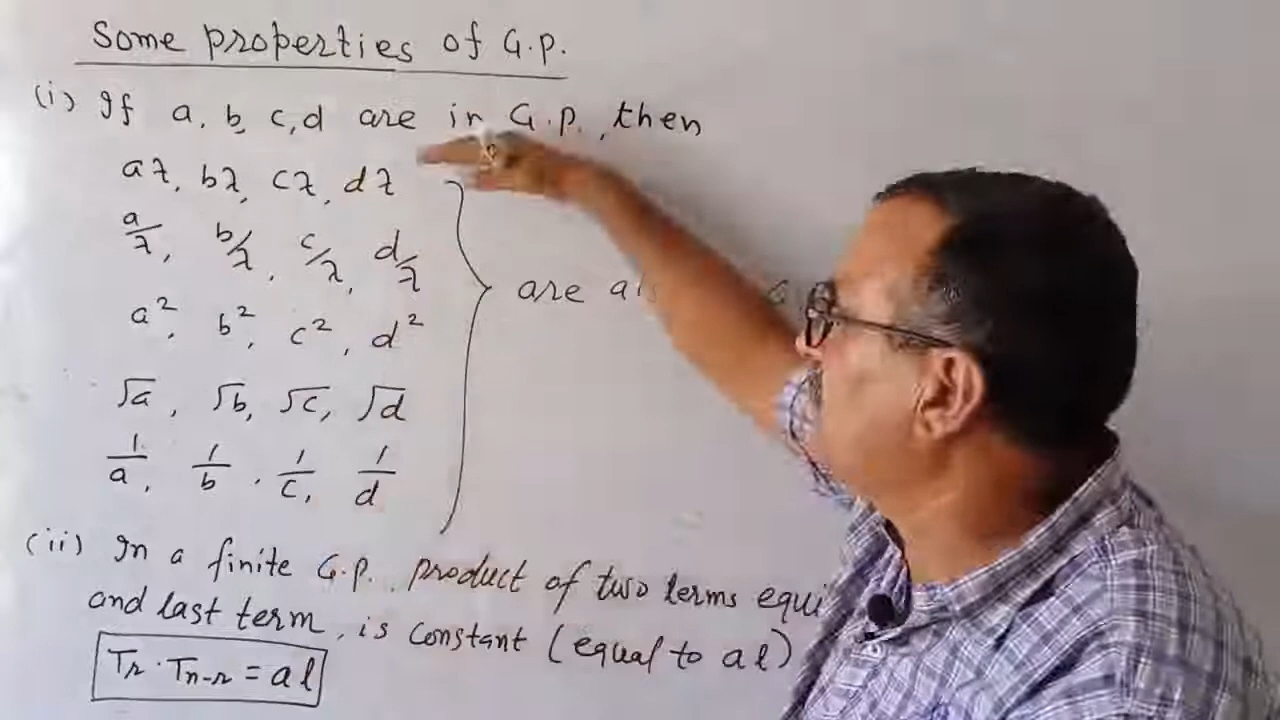 Some properties of G.P.
(i) If a, b, c, d are in G.P., then
aλ, bλ, cλ, dλ
a/λ, b/λ, c/λ, d/λ
are
a², b², c², d²
√a, √b, √c, √d
1/a, 1/b, 1/c, 1/d
(ii) In a finite G.P. product of two terms
and last term, is constant (equal to al)
Tr · Tn-r = al